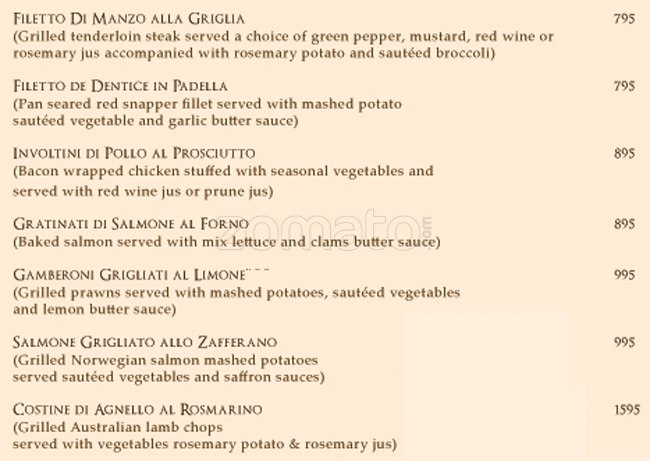 Filetto Di Manzo alla Griglia 795
(Grilled tenderloin steak served a choice of green pepper, mustard, red wine or
rosemary jus accompanied with rosemary potato and sautéed broccoli)
Filetto de Dentice in Padella 795
(Pan seared red snapper fillet served with mashed potato
sautéed vegetable and garlic butter sauce)
Involtini di Pollo al Prosciutto 895
(Bacon wrapped chicken stuffed with seasonal vegetables and
served with red wine jus or prune jus)
Gratinati di Salmone al Forno 895
zomato.com
(Baked salmon served with mix lettuce and clams butter sauce)
Gamberoni Grigliati al Limone¨¨ 995
(Grilled prawns served with mashed potatoes, sautéed vegetables
and lemon butter sauce)
Salmone Grigliato allo Zafferano 995
(Grilled Norwegian salmon mashed potatoes
served sautéed vegetables and saffron sauces)
Costine di Agnello al Rosmarino 1595
(Grilled Australian lamb chops
served with vegetables rosemary potato & rosemary jus)